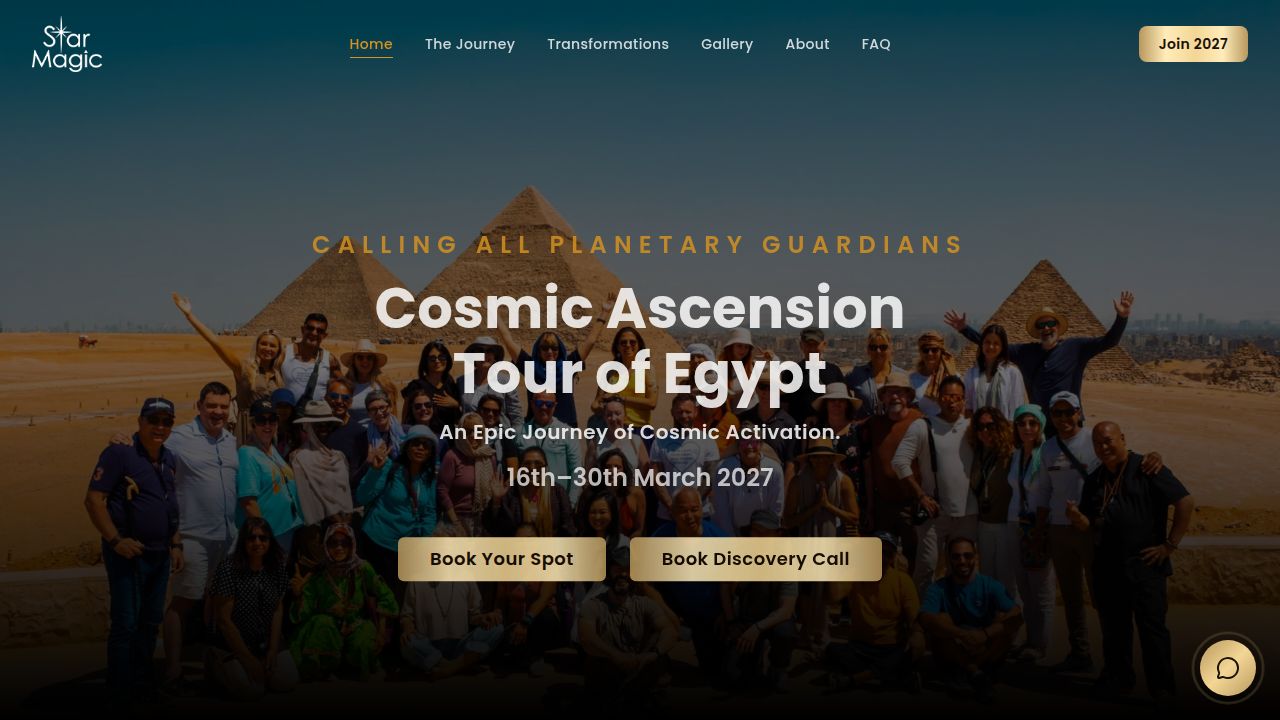 Star
Magic
Home
The Journey
Transformations
Gallery
About
FAQ
Join 2027
CALLING ALL PLANETARY GUARDIANS
Cosmic Ascension
Tour of Egypt
An Epic Journey of Cosmic Activation.
16th–30th March 2027
Book Your Spot
Book Discovery Call